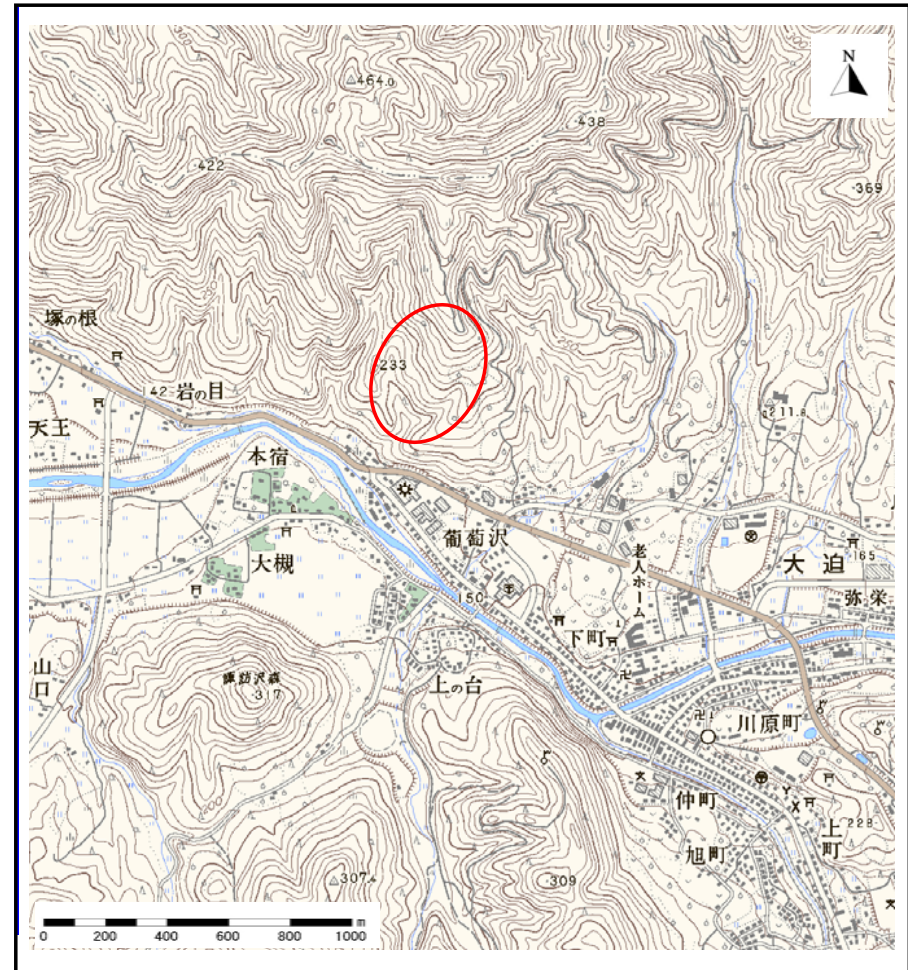 300
464.0
N
438
422
369
塚の根
233
142
岩の目
211.8
天王
本宿
葡萄沢
老人ホーム
大迫
165
大槻
150
弥栄
下町
山口
諏訪沢森
317
上の台
川原町
仲町
上町
228
旭町
307.4
309
m
0 200 400 600 800 1000